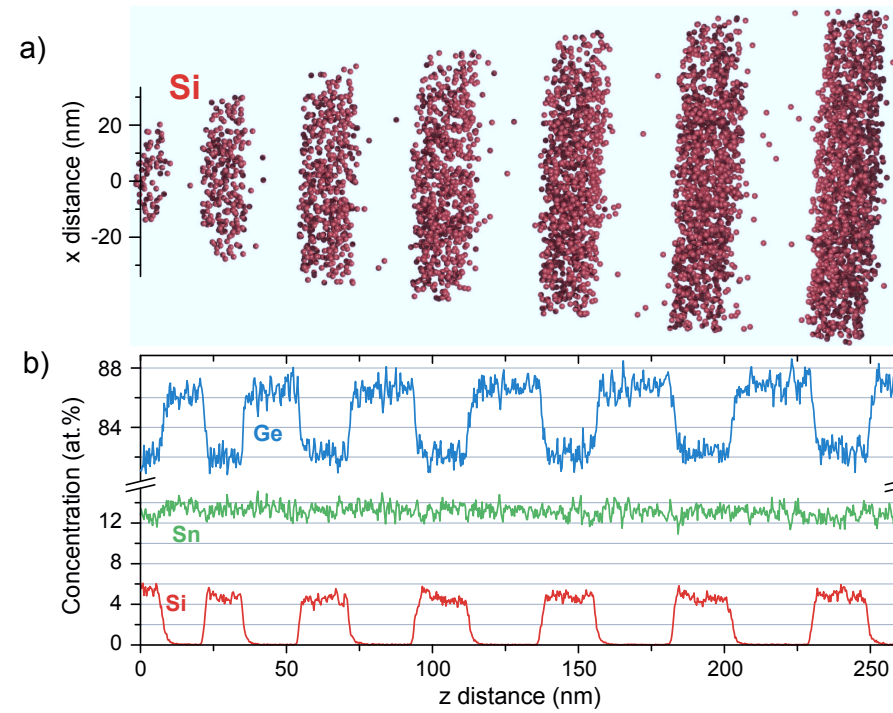 a)
Si
x distance (nm)
20
0
-20
b)
Concentration (at.%)
88
84
12
8
4
0
Ge
Sn
Si
0 50 100 150 200 250
z distance (nm)